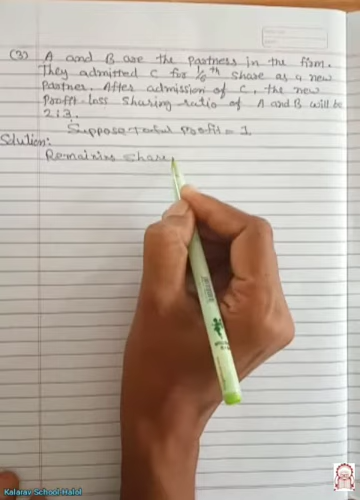 (3) A and B are the Partners in the firm.
They admitted C for 1/6th share as a new
Partner. After admission of C, the new
Profit-loss sharing ratio of A and B will be
2:3.
Suppose total Profit = 1
Solution:
Remaining share
Kalarav School Halol